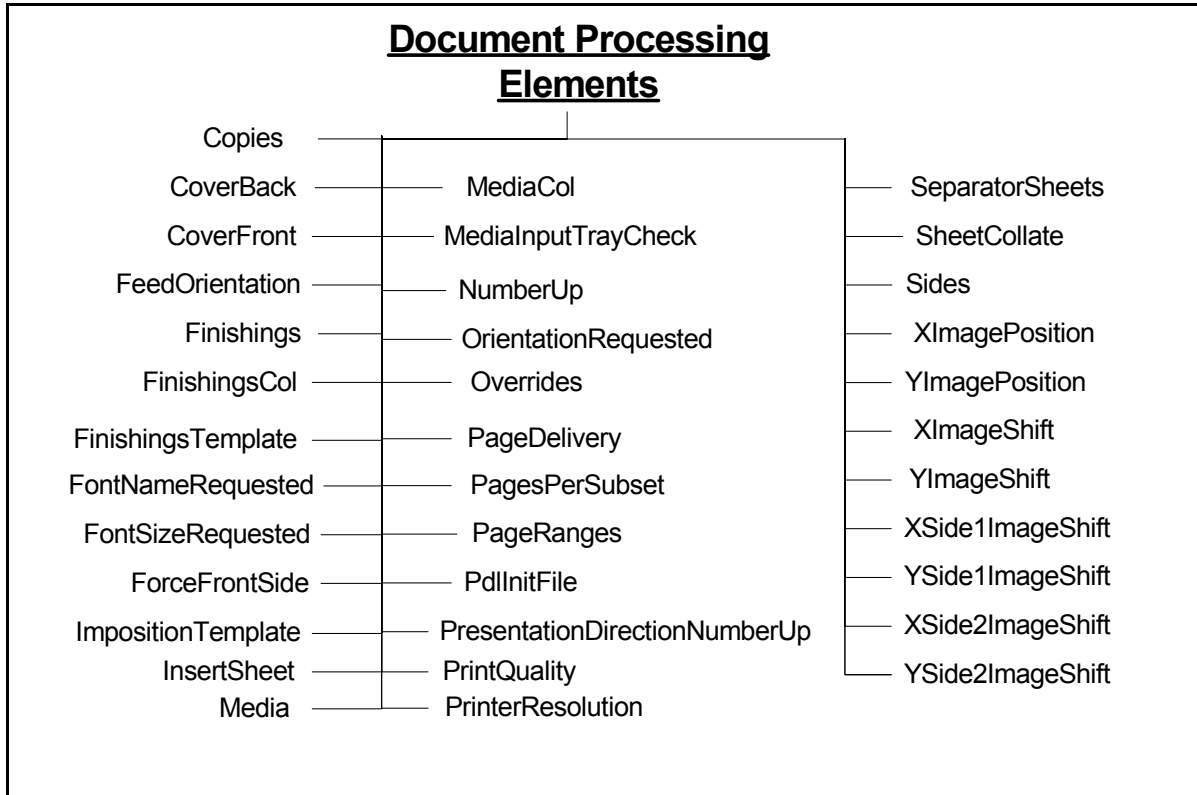 Document Processing
Elements
Copies
CoverBack
CoverFront
FeedOrientation
Finishings
FinishingsCol
FinishingsTemplate
FontNameRequested
FontSizeRequested
ForceFrontSide
ImpositionTemplate
InsertSheet
Media
MediaCol
MediaInputTrayCheck
NumberUp
OrientationRequested
Overrides
PageDelivery
PagesPerSubset
PageRanges
PdlInitFile
PresentationDirectionNumberUp
PrintQuality
PrinterResolution
SeparatorSheets
SheetCollate
Sides
XImagePosition
YImagePosition
XImageShift
YImageShift
XSide1ImageShift
YSide1ImageShift
XSide2ImageShift
YSide2ImageShift